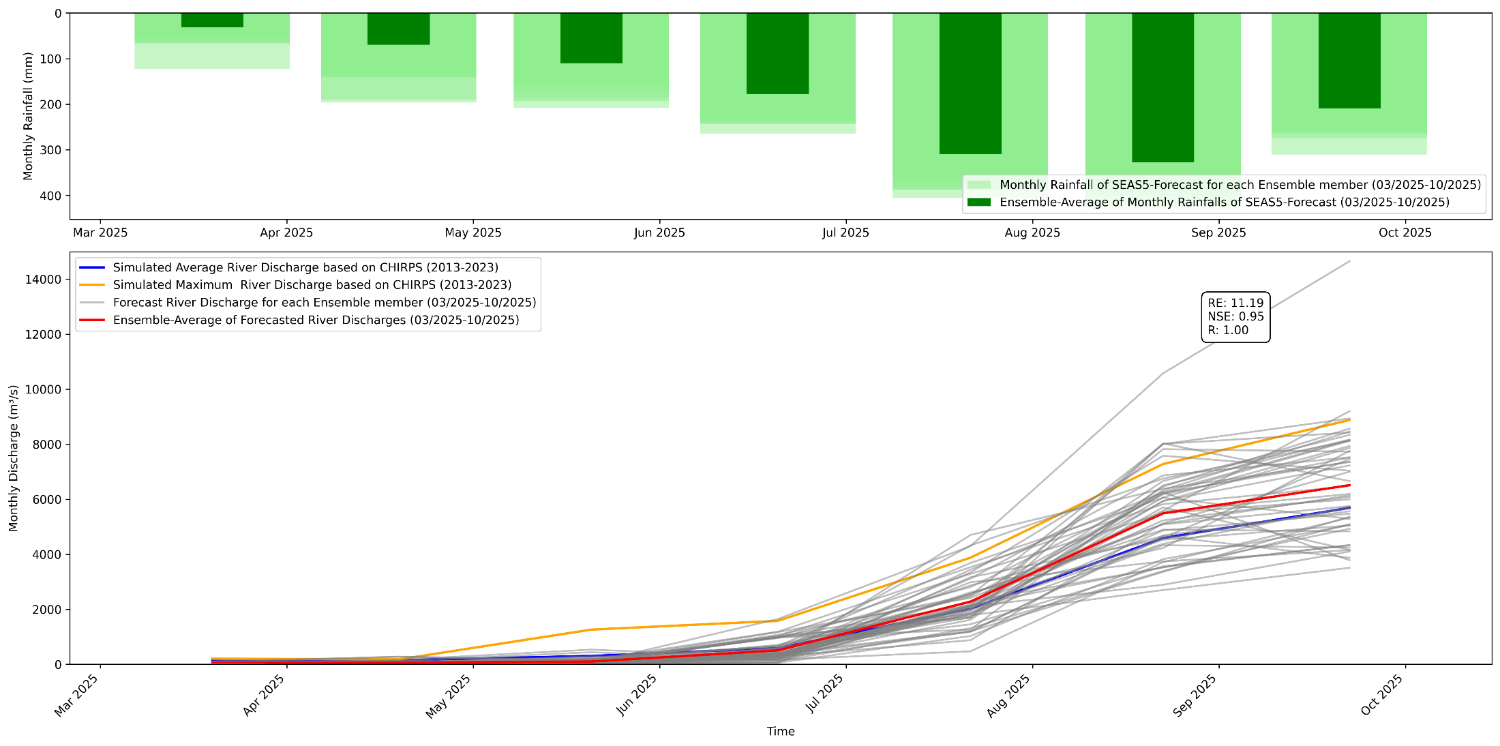 0
100
200
300
400
Monthly Rainfall (mm)
Monthly Rainfall of SEAS5-Forecast for each Ensemble member (03/2025-10/2025)
Ensemble-Average of Monthly Rainfalls of SEAS5-Forecast (03/2025-10/2025)
Mar 2025 Apr 2025 May 2025 Jun 2025 Jul 2025 Aug 2025 Sep 2025 Oct 2025
Simulated Average River Discharge based on CHIRPS (2013-2023)
Simulated Maximum  River Discharge based on CHIRPS (2013-2023)
Forecast River Discharge for each Ensemble member (03/2025-10/2025)
Ensemble-Average of Forecasted River Discharges (03/2025-10/2025)
RE: 11.19
NSE: 0.95
R: 1.00
14000
12000
10000
8000
6000
4000
2000
0
Monthly Discharge (m³/s)
Mar 2025 Apr 2025 May 2025 Jun 2025 Jul 2025 Aug 2025 Sep 2025 Oct 2025
Time